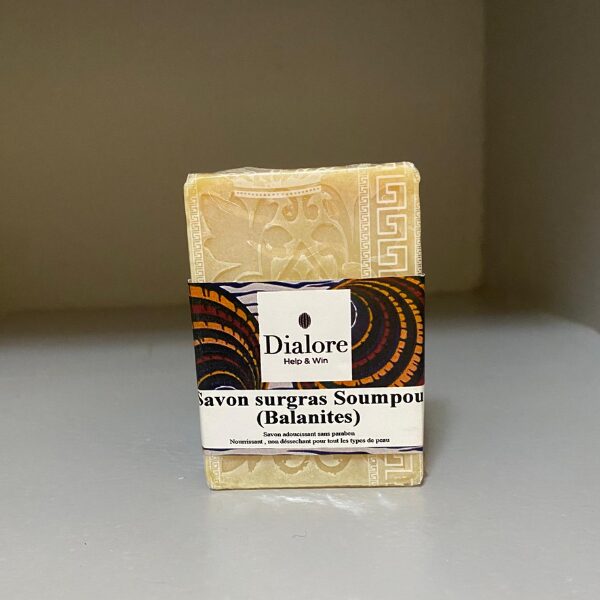 Dialore
Help & Win
Savon surgras Soumpou
(Balanites)
Savon adoucissant sans paraben
Nourrissant , non déssechant pour tout les types de peau